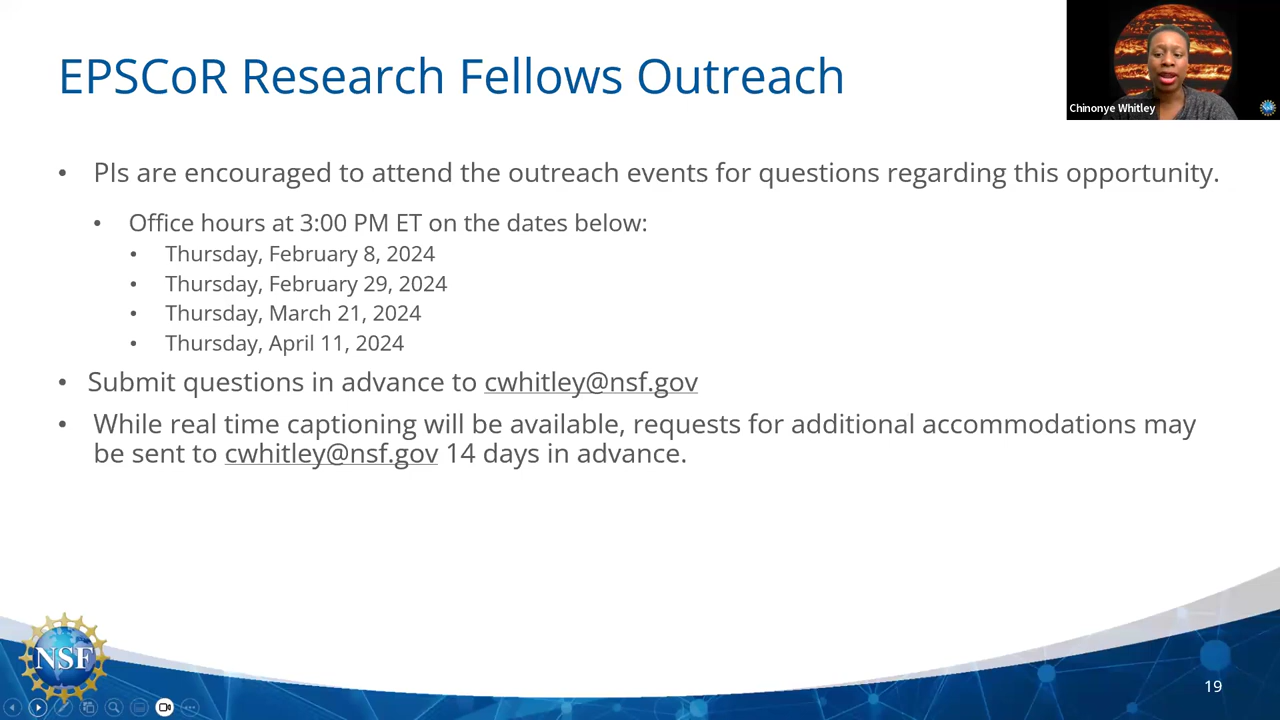 EPSCoR Research Fellows Outreach
Chinonye Whitley
• PIs are encouraged to attend the outreach events for questions regarding this opportunity.
• Office hours at 3:00 PM ET on the dates below:
• Thursday, February 8, 2024
• Thursday, February 29, 2024
• Thursday, March 21, 2024
• Thursday, April 11, 2024
• Submit questions in advance to cwhitley@nsf.gov
• While real time captioning will be available, requests for additional accommodations may
be sent to cwhitley@nsf.gov 14 days in advance.
NSF
19